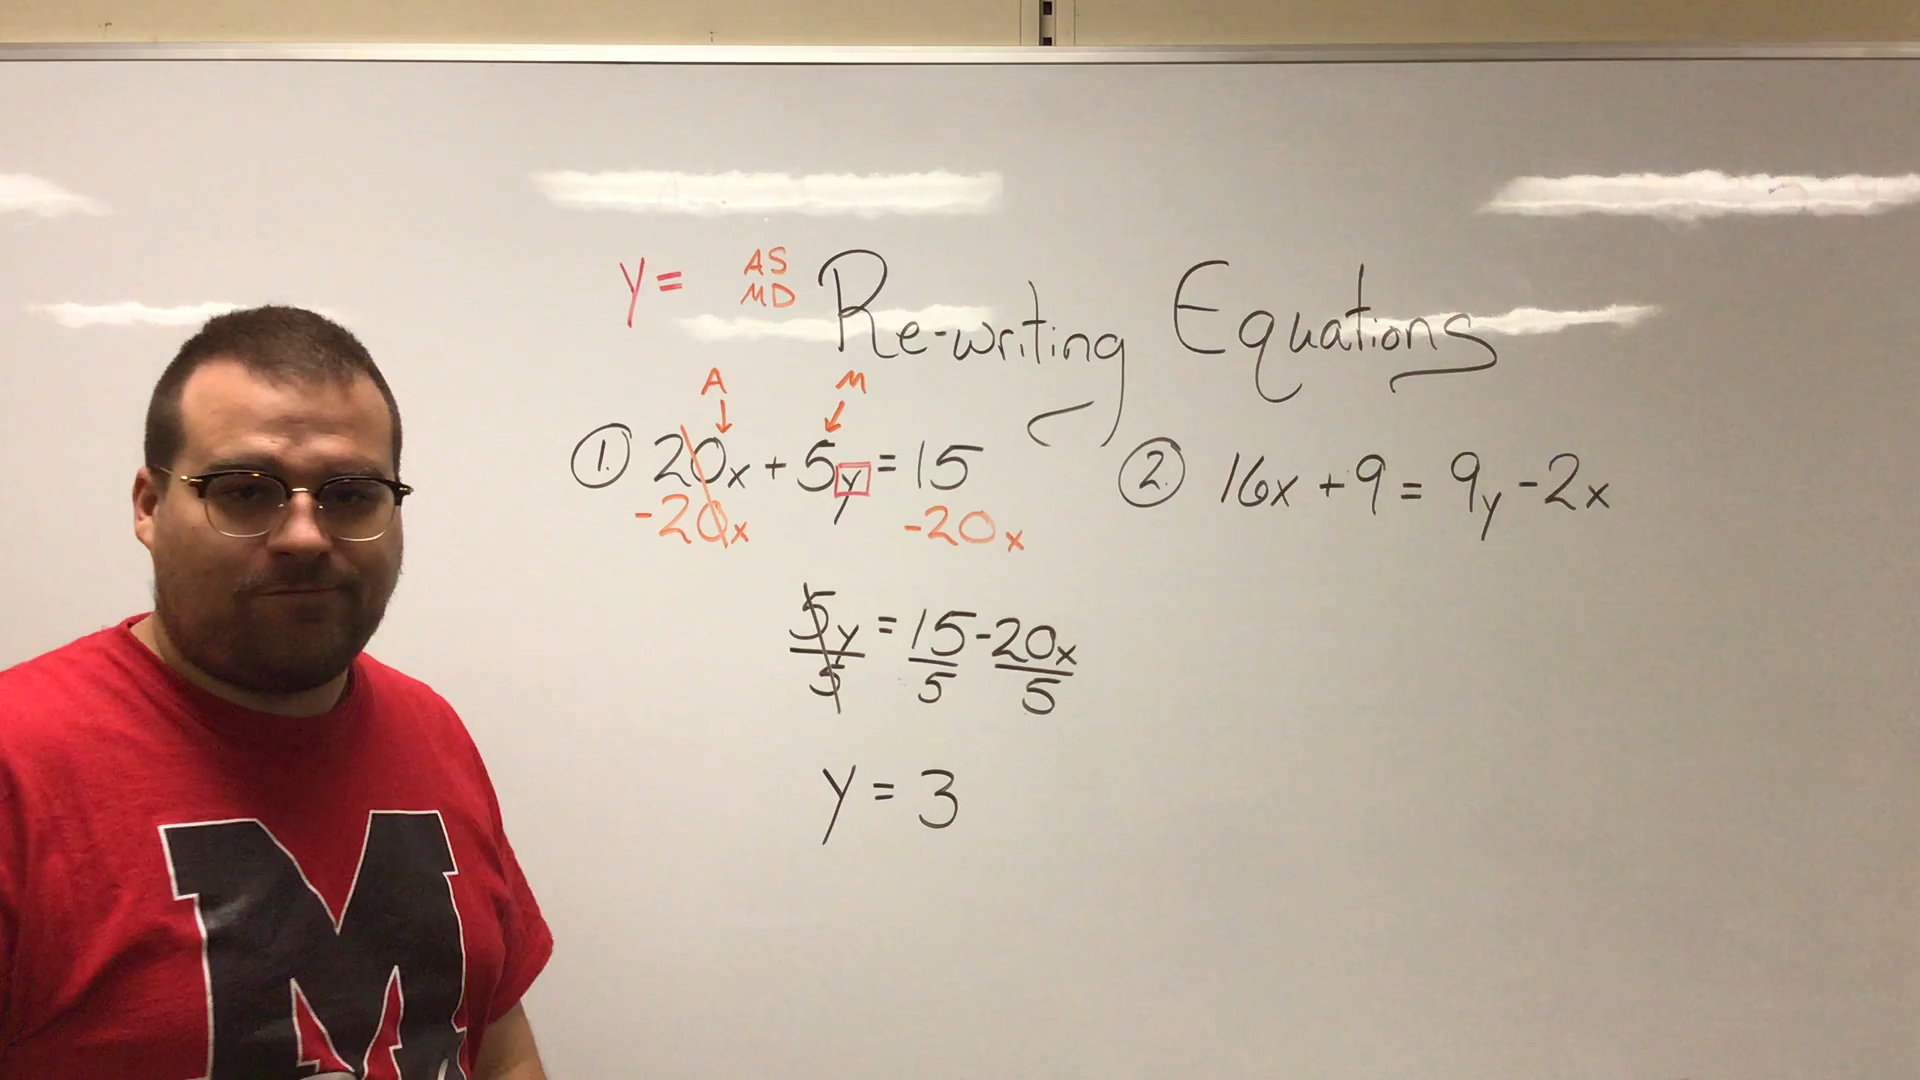 y = AS
MD
Re-writing Equations
A M
1. 20x + 5y = 15
-20x -20x
5y = 15 - 20x
5 5 5
y = 3
2. 16x + 9 = 9y - 2x
M